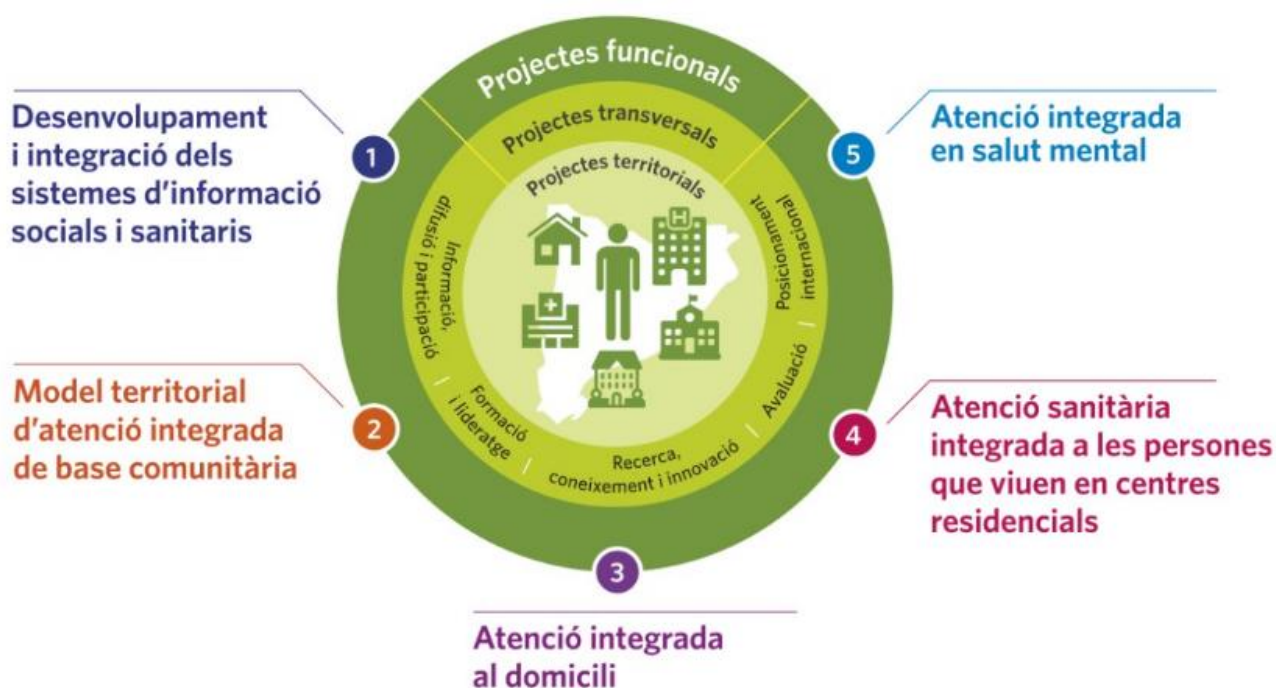 Projectes funcionals
Projectes transversals
Projectes territorials
Desenvolupament
i integració dels
sistemes d'informació
socials i sanitaris
1
Model territorial
d'atenció integrada
de base comunitària
2
3
Atenció integrada
al domicili
4
Atenció sanitària
integrada a les persones
que viuen en centres
residencials
5
Atenció integrada
en salut mental
Informació,
difusió i participació
Formació
i lideratge
Recerca,
coneixement i innovació
Avaluació
Posicionament
internacional
H